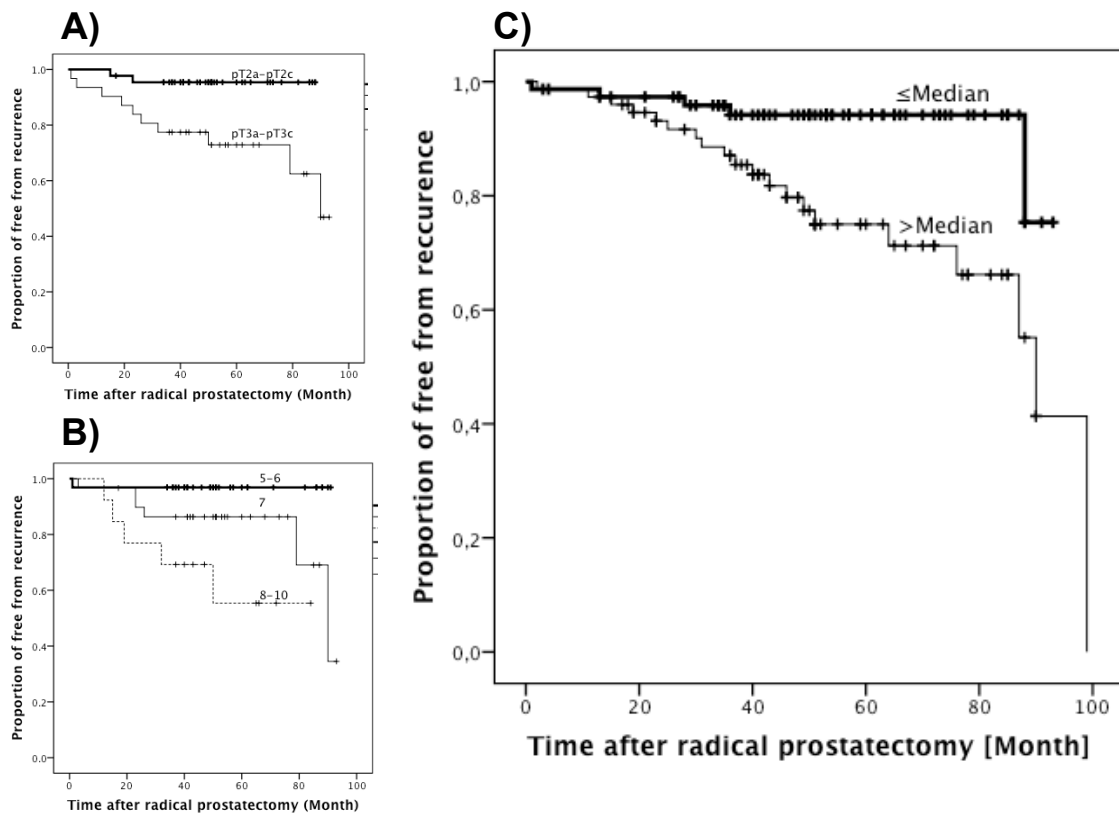 A)
pT2a-pT2c
pT3a-pT3c
1.0
0.8
0.6
0.4
0.2
0.0
0 20 40 60 80 100
Proportion of free from recurrence
Time after radical prostatectomy (Month)
B)
5-6
7
8-10
1.0
0.8
0.6
0.4
0.2
0.0
0 20 40 60 80 100
Proportion of free from recurrence
Time after radical prostatectomy (Month)
C)
≤Median
>Median
1,0
0,8
0,6
0,4
0,2
0,0
0 20 40 60 80 100
Proportion of free from reccurence
Time after radical prostatectomy [Month]